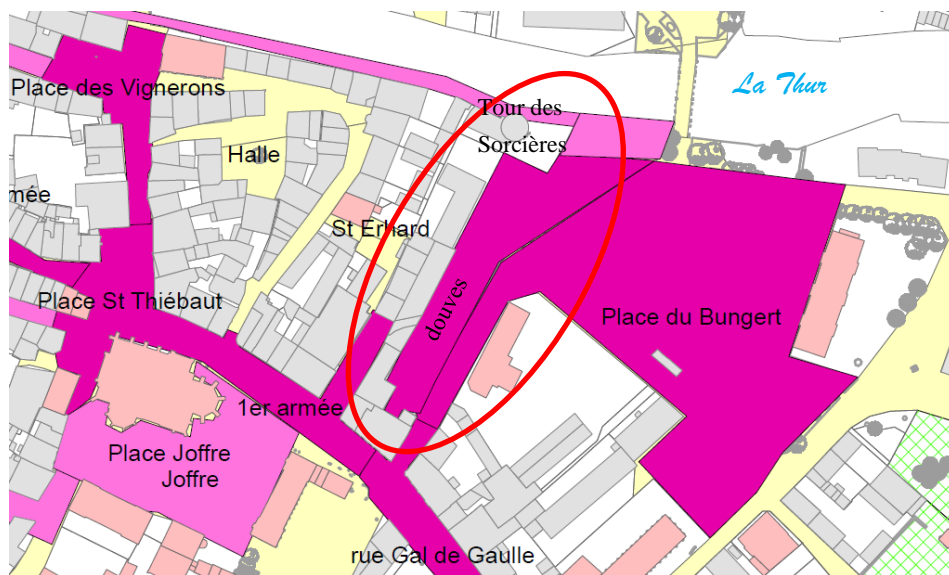 Place des Vignerons
La Thur
Tour des
Sorcières
Halle
mée
St Erhard
Place St Thiébaut
douves
Place du Bungert
1er armée
Place Joffre
Joffre
rue Gal de Gaulle